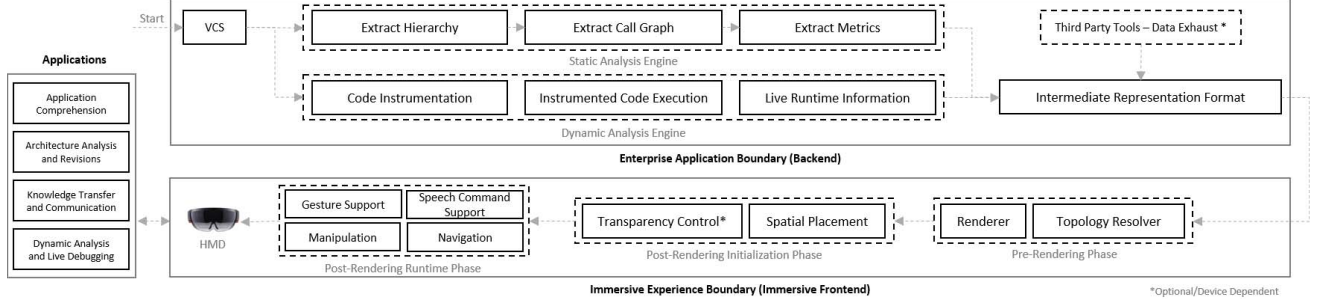 Start
VCS
Extract Hierarchy
Extract Call Graph
Extract Metrics
Static Analysis Engine
Third Party Tools – Data Exhaust *
Code Instrumentation
Instrumented Code Execution
Live Runtime Information
Dynamic Analysis Engine
Intermediate Representation Format
Enterprise Application Boundary (Backend)
Applications
Application
Comprehension
Architecture Analysis
and Revisions
Knowledge Transfer
and Communication
Dynamic Analysis
and Live Debugging
HMD
Gesture Support
Speech Command
Support
Manipulation
Navigation
Post-Rendering Runtime Phase
Transparency Control*
Spatial Placement
Post-Rendering Initialization Phase
Renderer
Topology Resolver
Pre-Rendering Phase
Immersive Experience Boundary (Immersive Frontend)
*Optional/Device Dependent